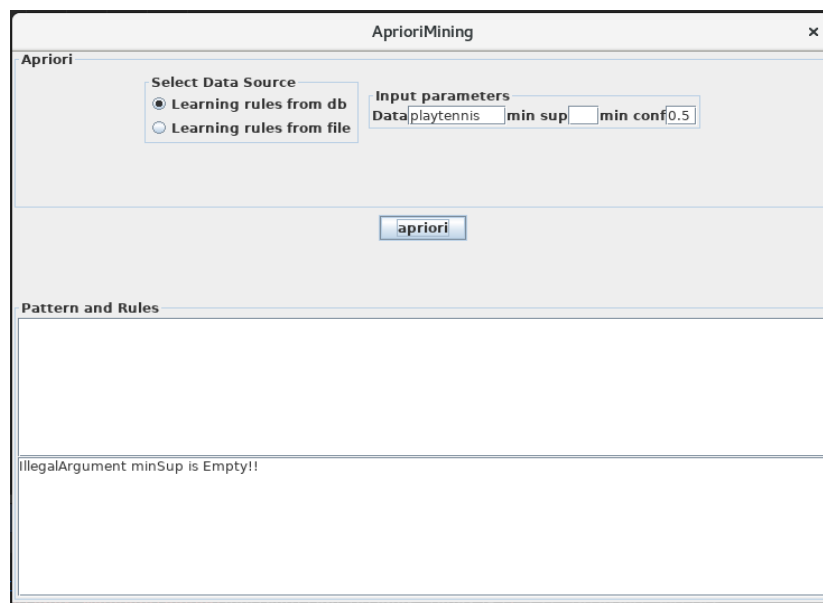 AprioriMining ×
Apriori
Select Data Source
Learning rules from db
Learning rules from file
Input parameters
Data playtennis min sup min conf 0.5
apriori
Pattern and Rules
IllegalArgument minSup is Empty!!